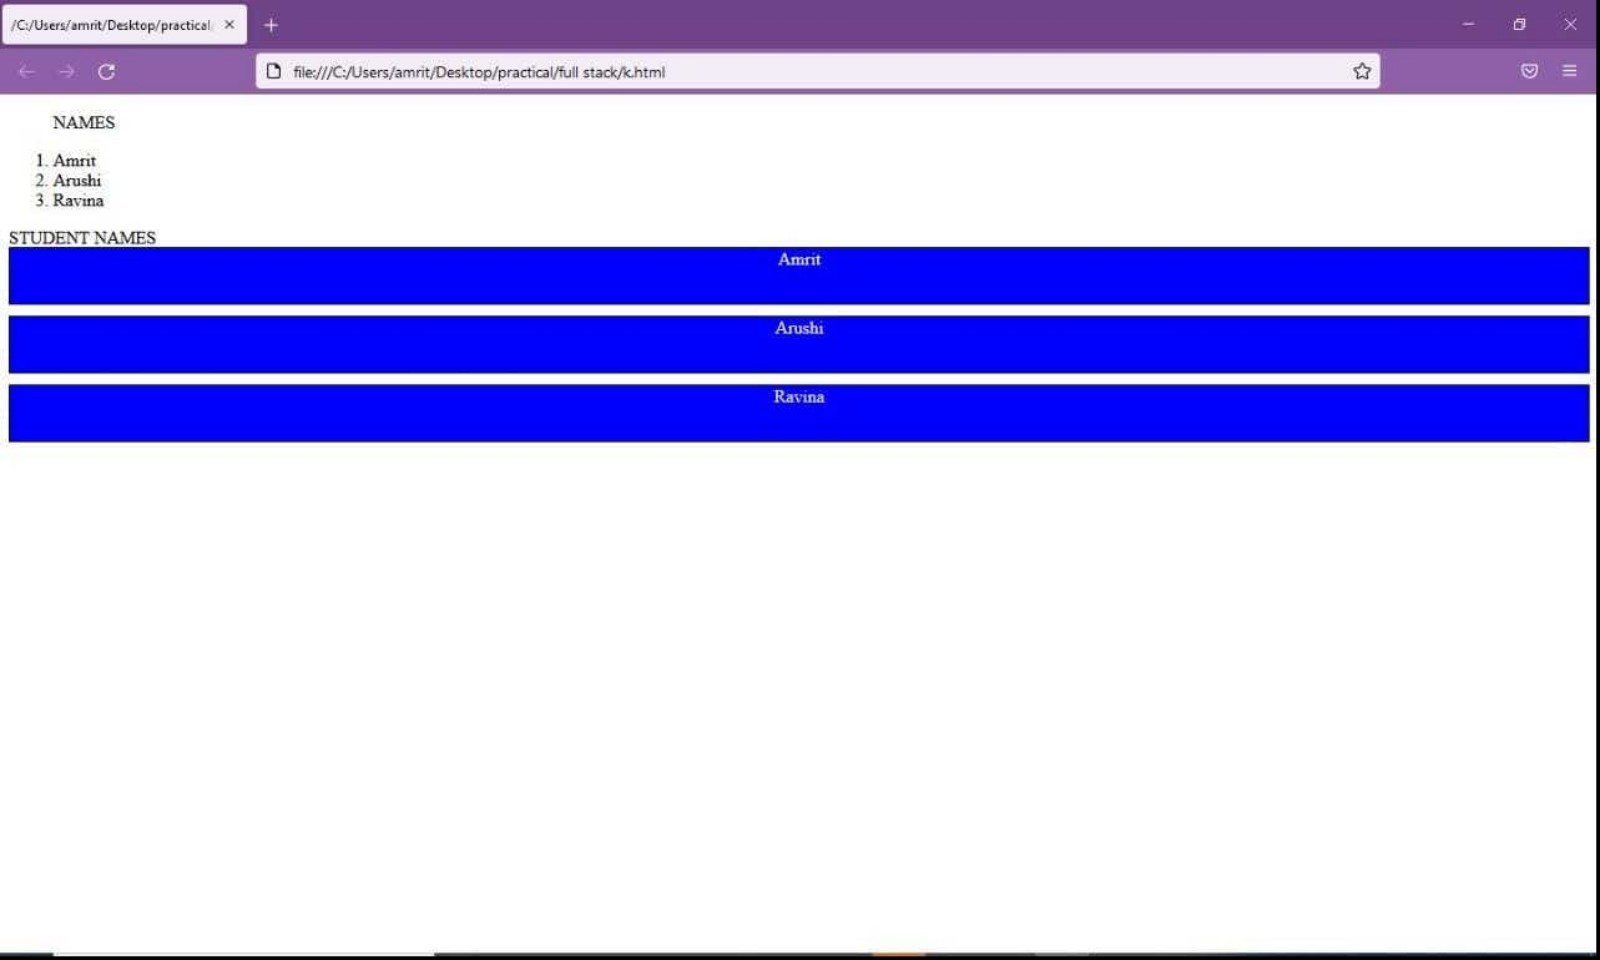 /C:/Users/amrit/Desktop/practical/
file:///C:/Users/amrit/Desktop/practical/full stack/k.html
NAMES
1. Amrit
2. Arushi
3. Ravina
STUDENT NAMES
Amrit
Arushi
Ravina